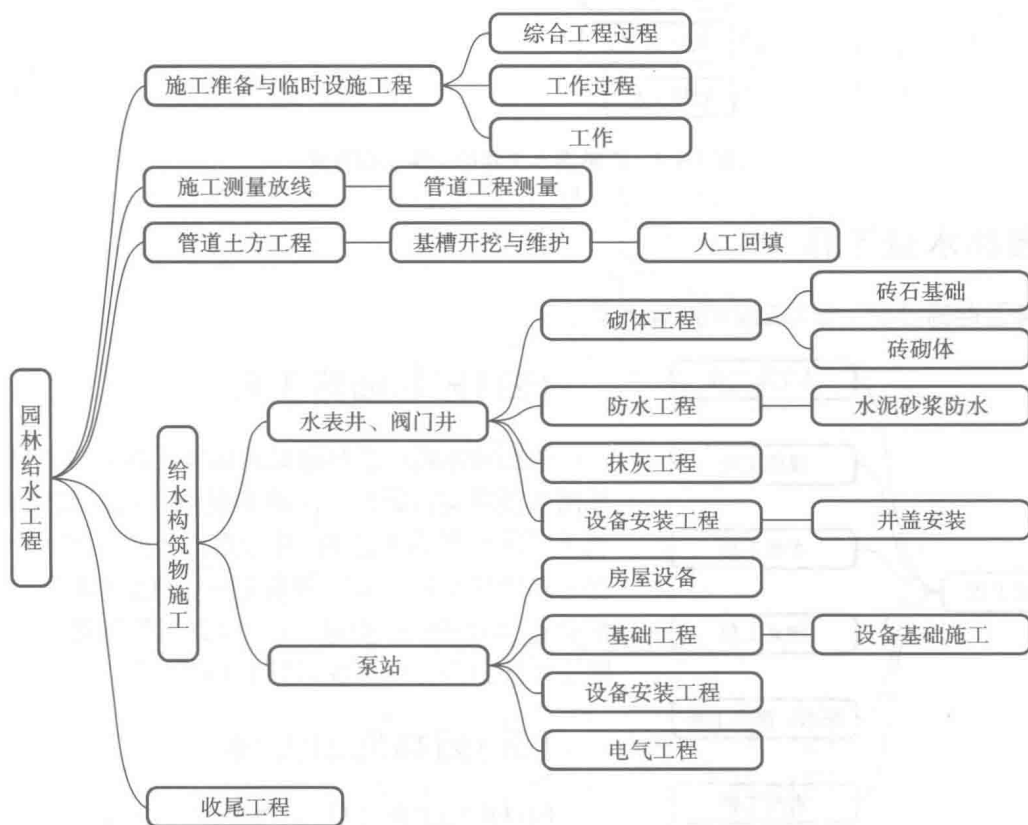 综合工程过程
施工准备与临时设施工程
工作过程
工作
施工测量放线
管道工程测量
管道土方工程
基槽开挖与维护
人工回填
园林给水工程
给水构筑物施工
水表井、阀门井
砌体工程
砖石基础
砖砌体
防水工程
水泥砂浆防水
抹灰工程
设备安装工程
井盖安装
泵站
房屋设备
基础工程
设备基础施工
设备安装工程
电气工程
收尾工程